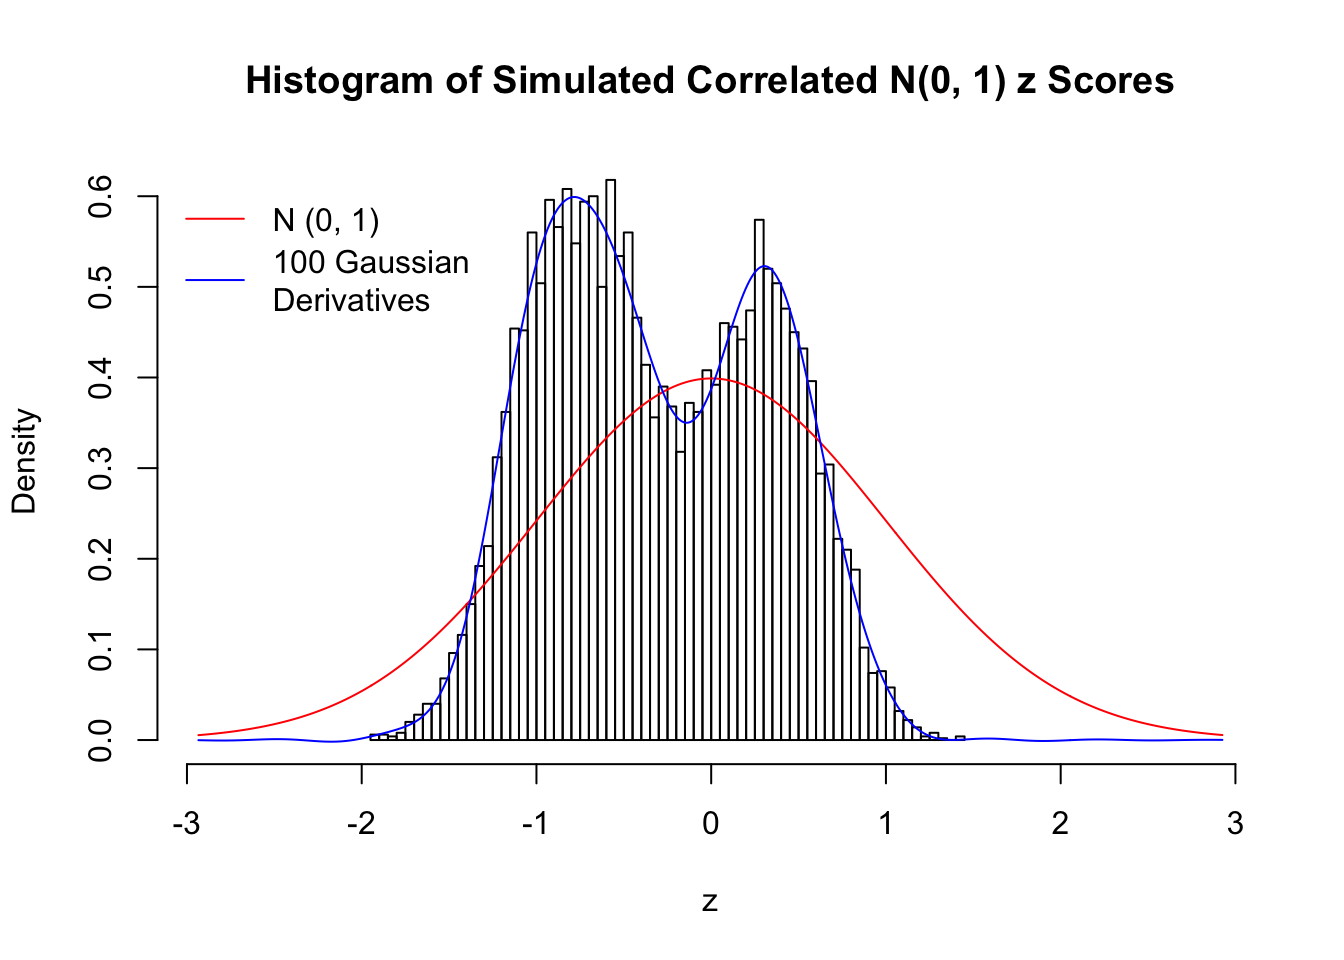 Histogram of Simulated Correlated N(0, 1) z Scores
N (0, 1)
100 Gaussian
Derivatives
Density
0.6
0.5
0.4
0.3
0.2
0.1
0.0
-3 -2 -1 0 1 2 3
z